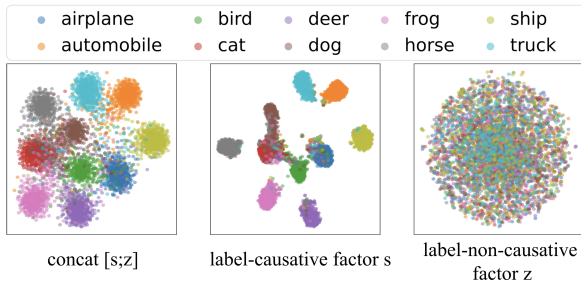 airplane bird deer frog ship
automobile cat dog horse truck
concat [s;z]
label-causative factor s
label-non-causative
factor z